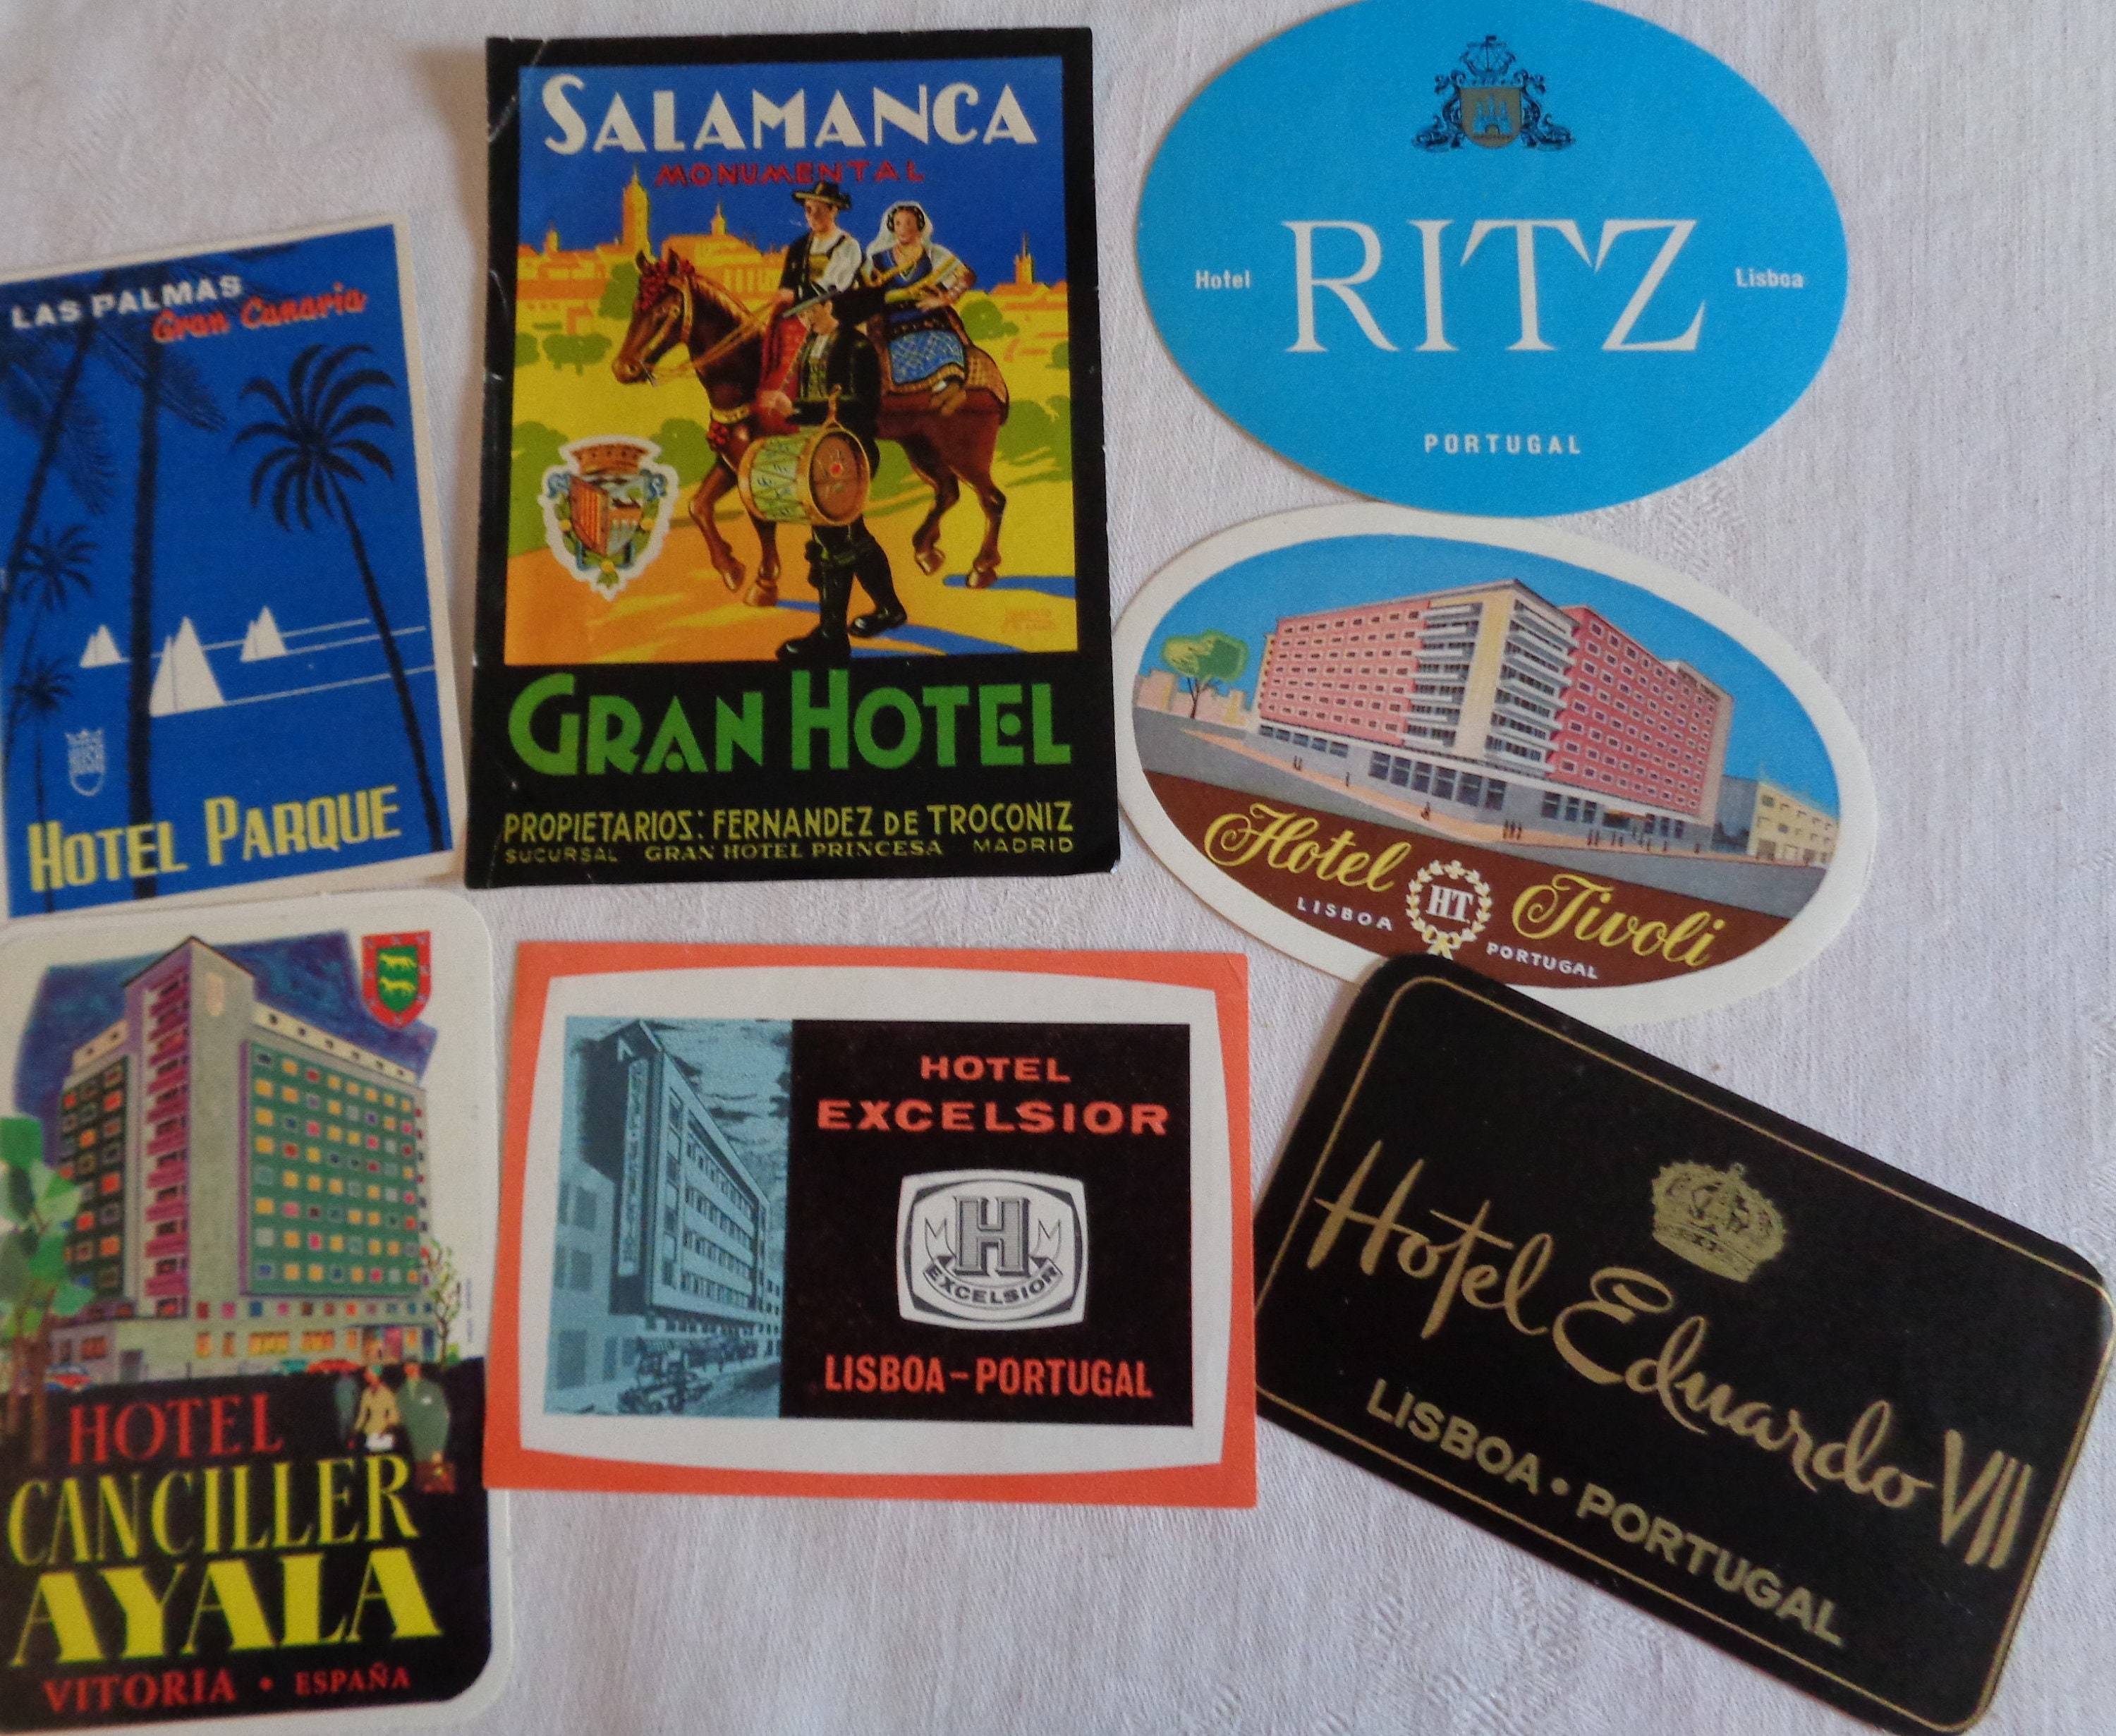 LAS PALMAS
Gran Canaria
HUSA
HOTEL PARQUE
SALAMANCA
MONUMENTAL
GRAN HOTEL
PROPIETARIOS: FERNANDEZ DE TROCONIZ
SUCURSAL GRAN HOTEL PRINCESA MADRID
Hotel RITZ Lisboa
PORTUGAL
Hotel Tivoli
HT
LISBOA PORTUGAL
HOTEL
CANCILLER
AYALA
VITORIA • ESPAÑA
HOTEL
EXCELSIOR
M H M
EXCELSIOR
LISBOA-PORTUGAL
Hotel Eduardo VII
LISBOA • PORTUGAL